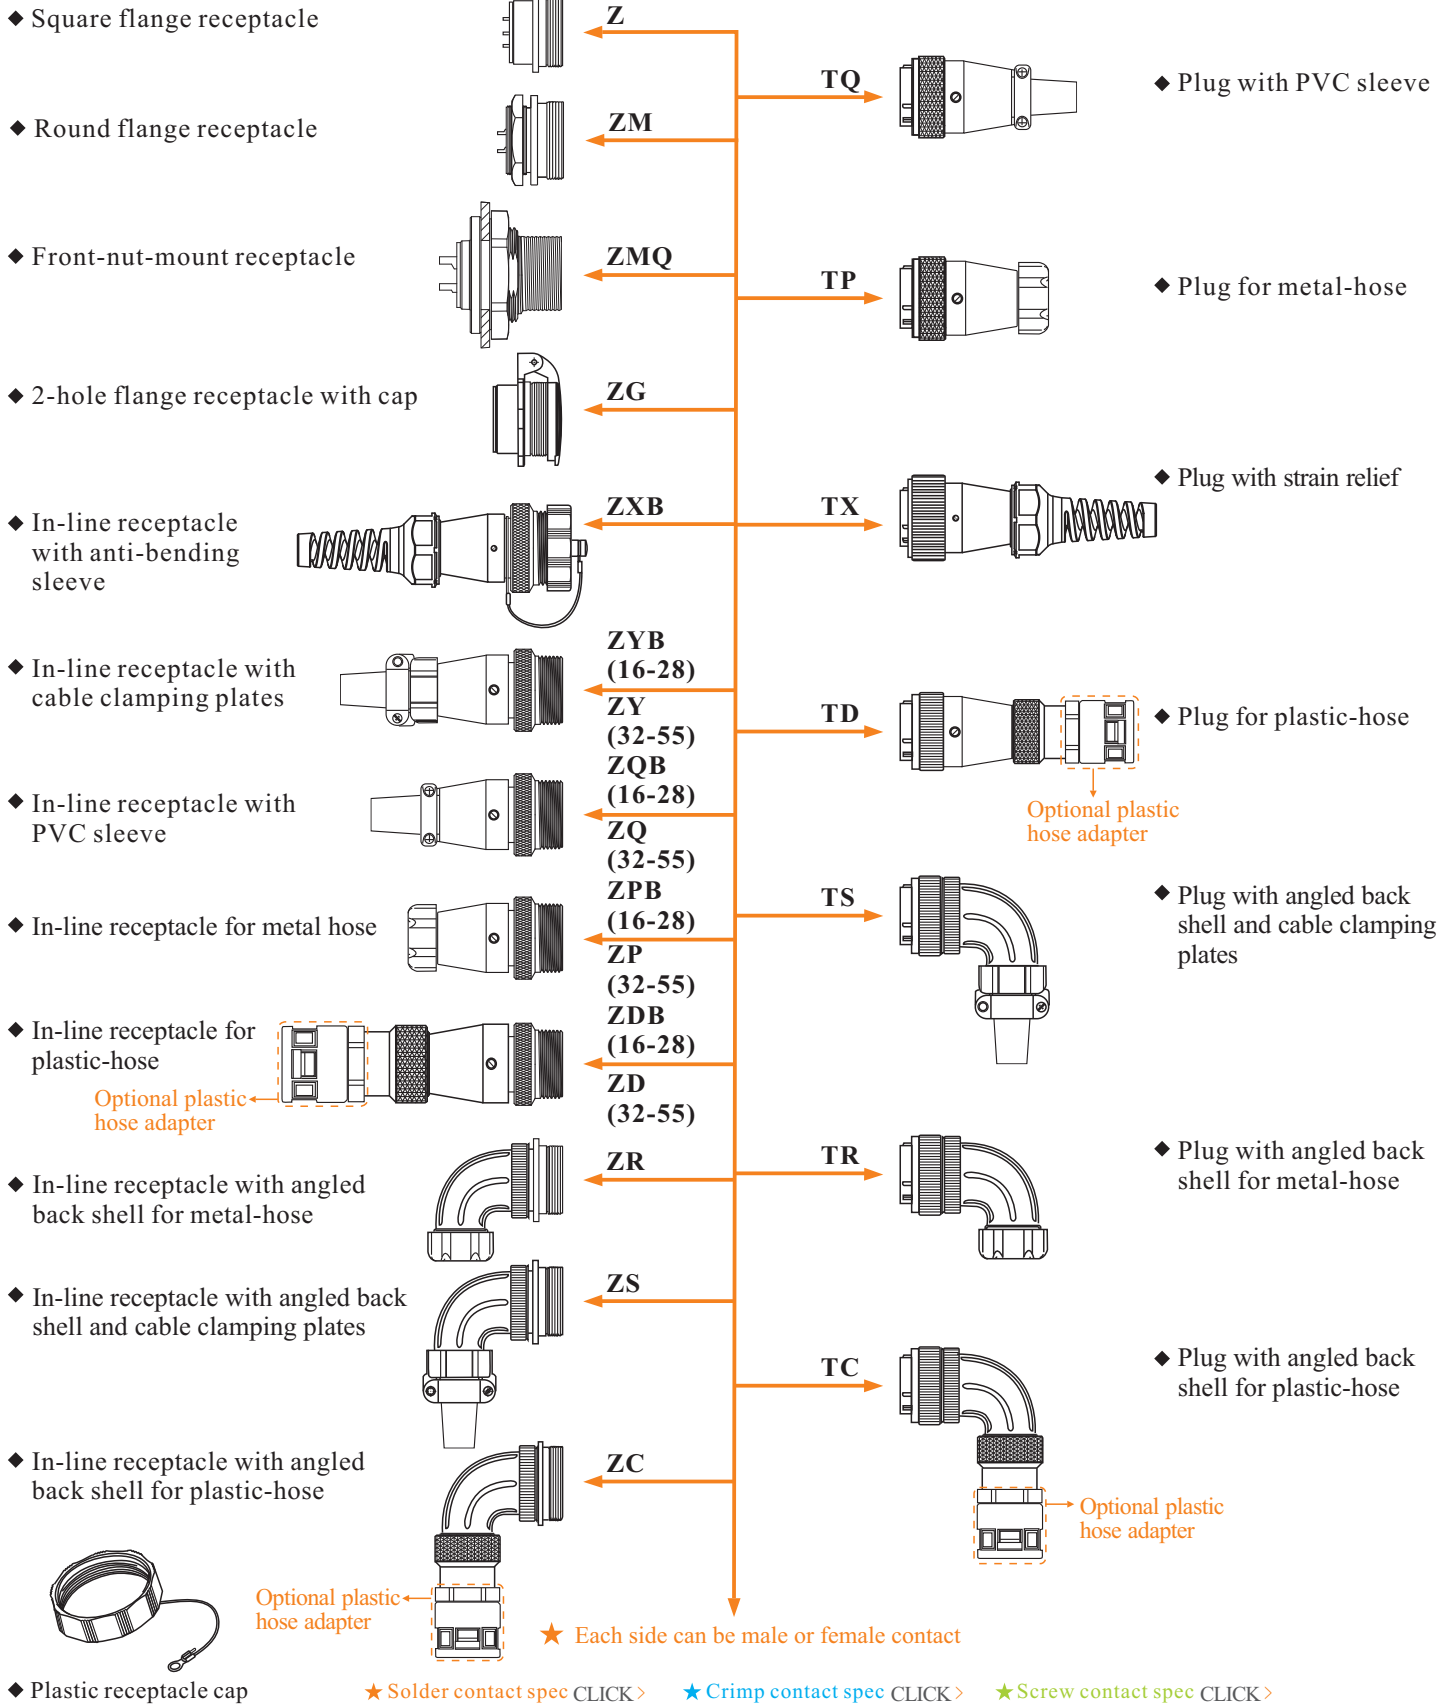 ◆ Square flange receptacle
Z
◆ Round flange receptacle
ZM
◆ Front-nut-mount receptacle
ZMQ
◆ 2-hole flange receptacle with cap
ZG
◆ In-line receptacle
with anti-bending
sleeve
ZXB
◆ In-line receptacle with
cable clamping plates
ZYB
(16-28)
ZY
(32-55)
◆ In-line receptacle with
PVC sleeve
ZQB
(16-28)
ZQ
(32-55)
◆ In-line receptacle for metal hose
ZPB
(16-28)
ZP
(32-55)
◆ In-line receptacle for
plastic-hose
Optional plastic
hose adapter
ZDB
(16-28)
ZD
(32-55)
◆ In-line receptacle with angled
back shell for metal-hose
ZR
◆ In-line receptacle with angled back
shell and cable clamping plates
ZS
◆ In-line receptacle with angled
back shell for plastic-hose
ZC
Optional plastic
hose adapter
TQ
◆ Plug with PVC sleeve
TP
◆ Plug for metal-hose
TX
◆ Plug with strain relief
TD
◆ Plug for plastic-hose
Optional plastic
hose adapter
TS
◆ Plug with angled back
shell and cable clamping
plates
TR
◆ Plug with angled back
shell for metal-hose
TC
◆ Plug with angled back
shell for plastic-hose
Optional plastic
hose adapter
★ Each side can be male or female contact
◆ Plastic receptacle cap
★ Solder contact spec CLICK >
★ Crimp contact spec CLICK >
★ Screw contact spec CLICK >